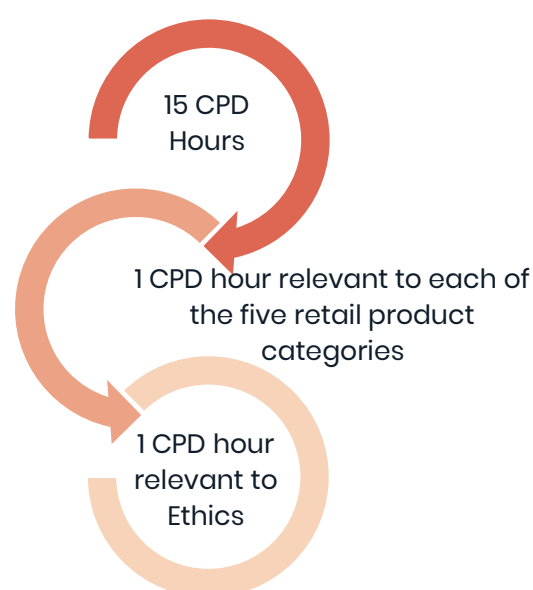 15 CPD
Hours
1 CPD hour relevant to each of
the five retail product
categories
1 CPD hour
relevant to
Ethics